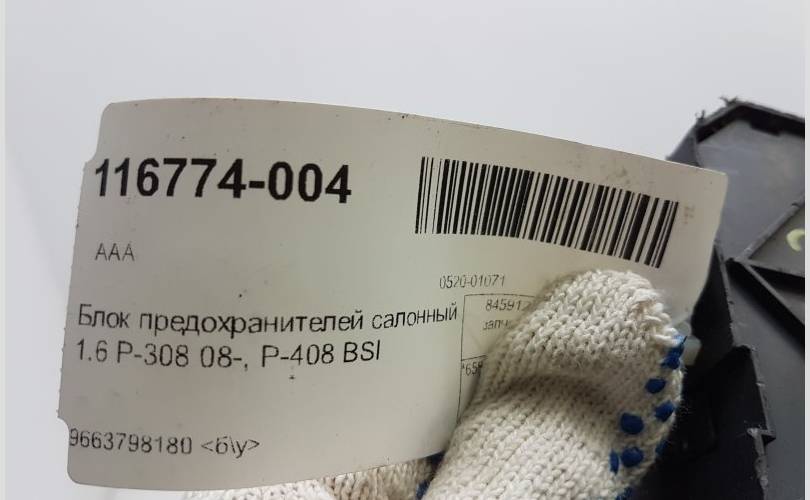 116774-004
AAA
0520-01071
Блок предохранителей салонный
1.6 P-308 08-, P-408 BSI
9663798180 <б\у>